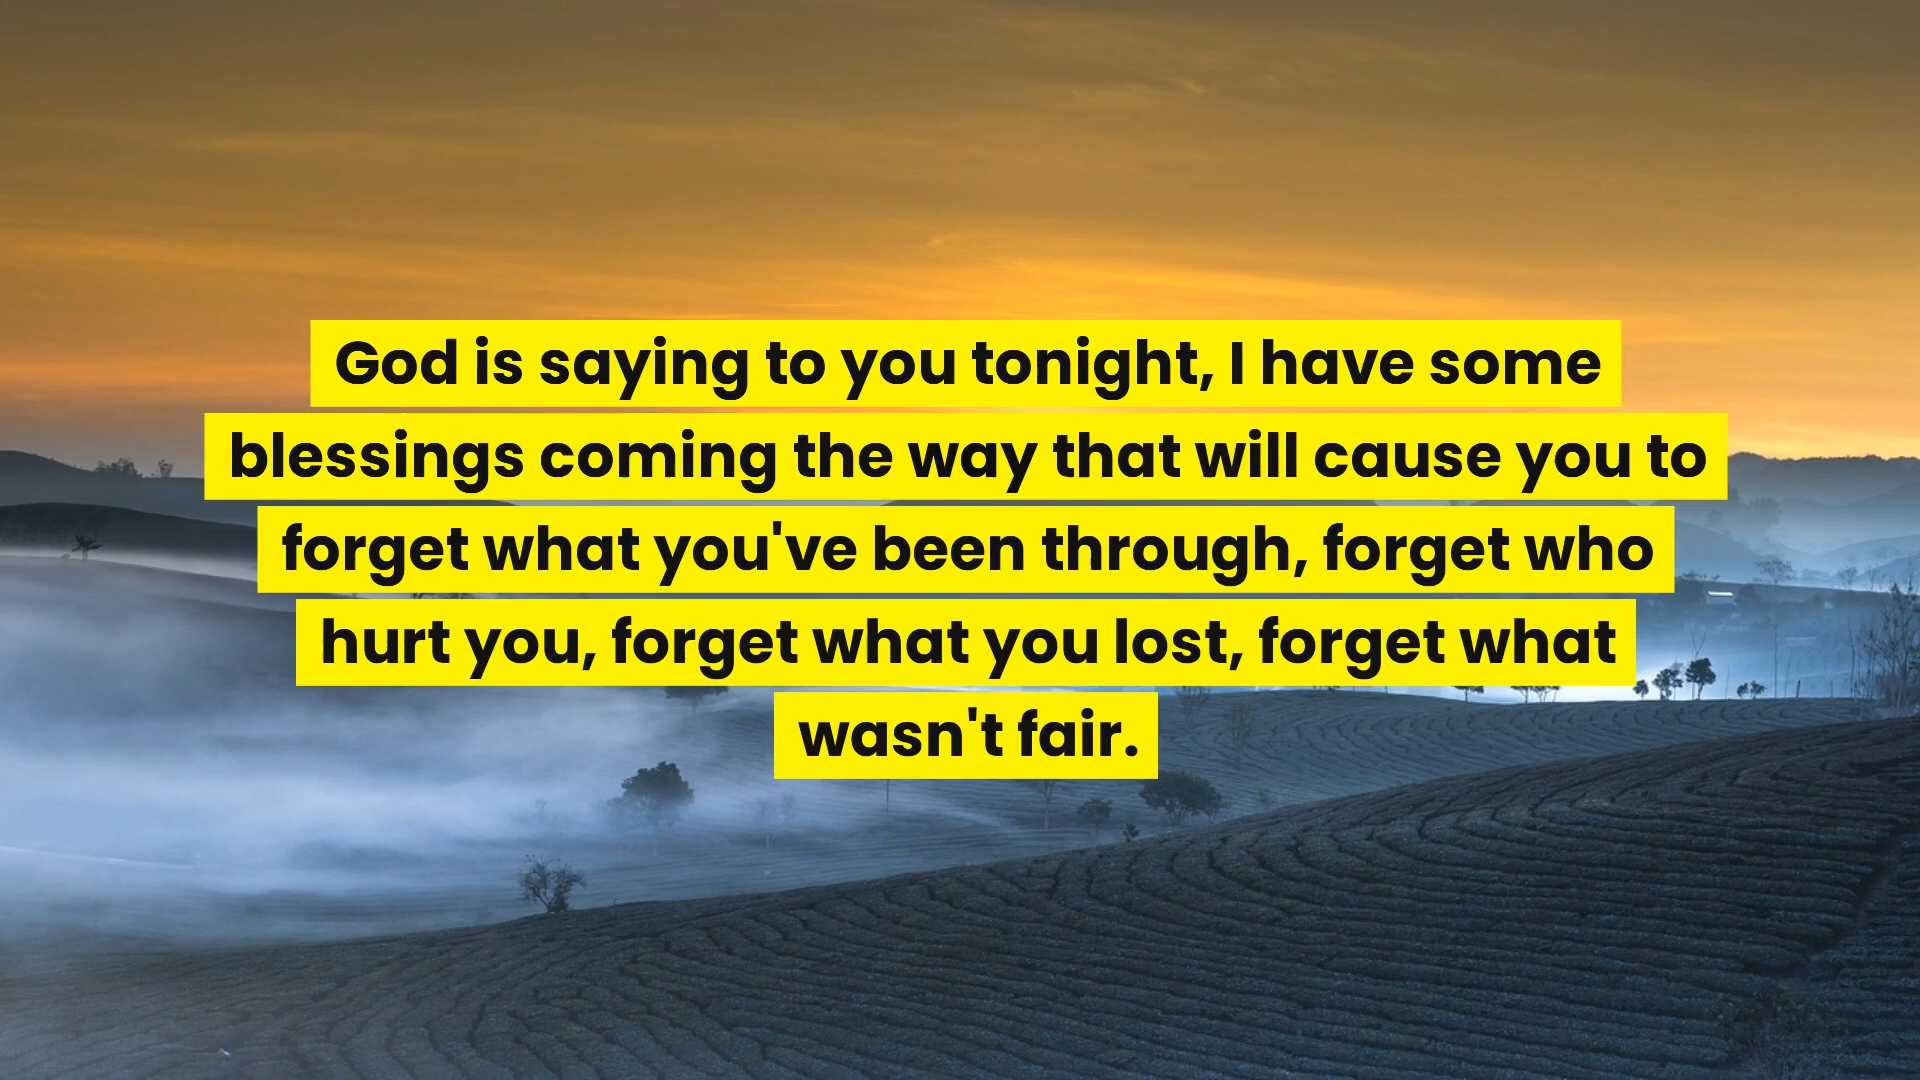 God is saying to you tonight, I have some
blessings coming the way that will cause you to
forget what you've been through, forget who
hurt you, forget what you lost, forget what
wasn't fair.